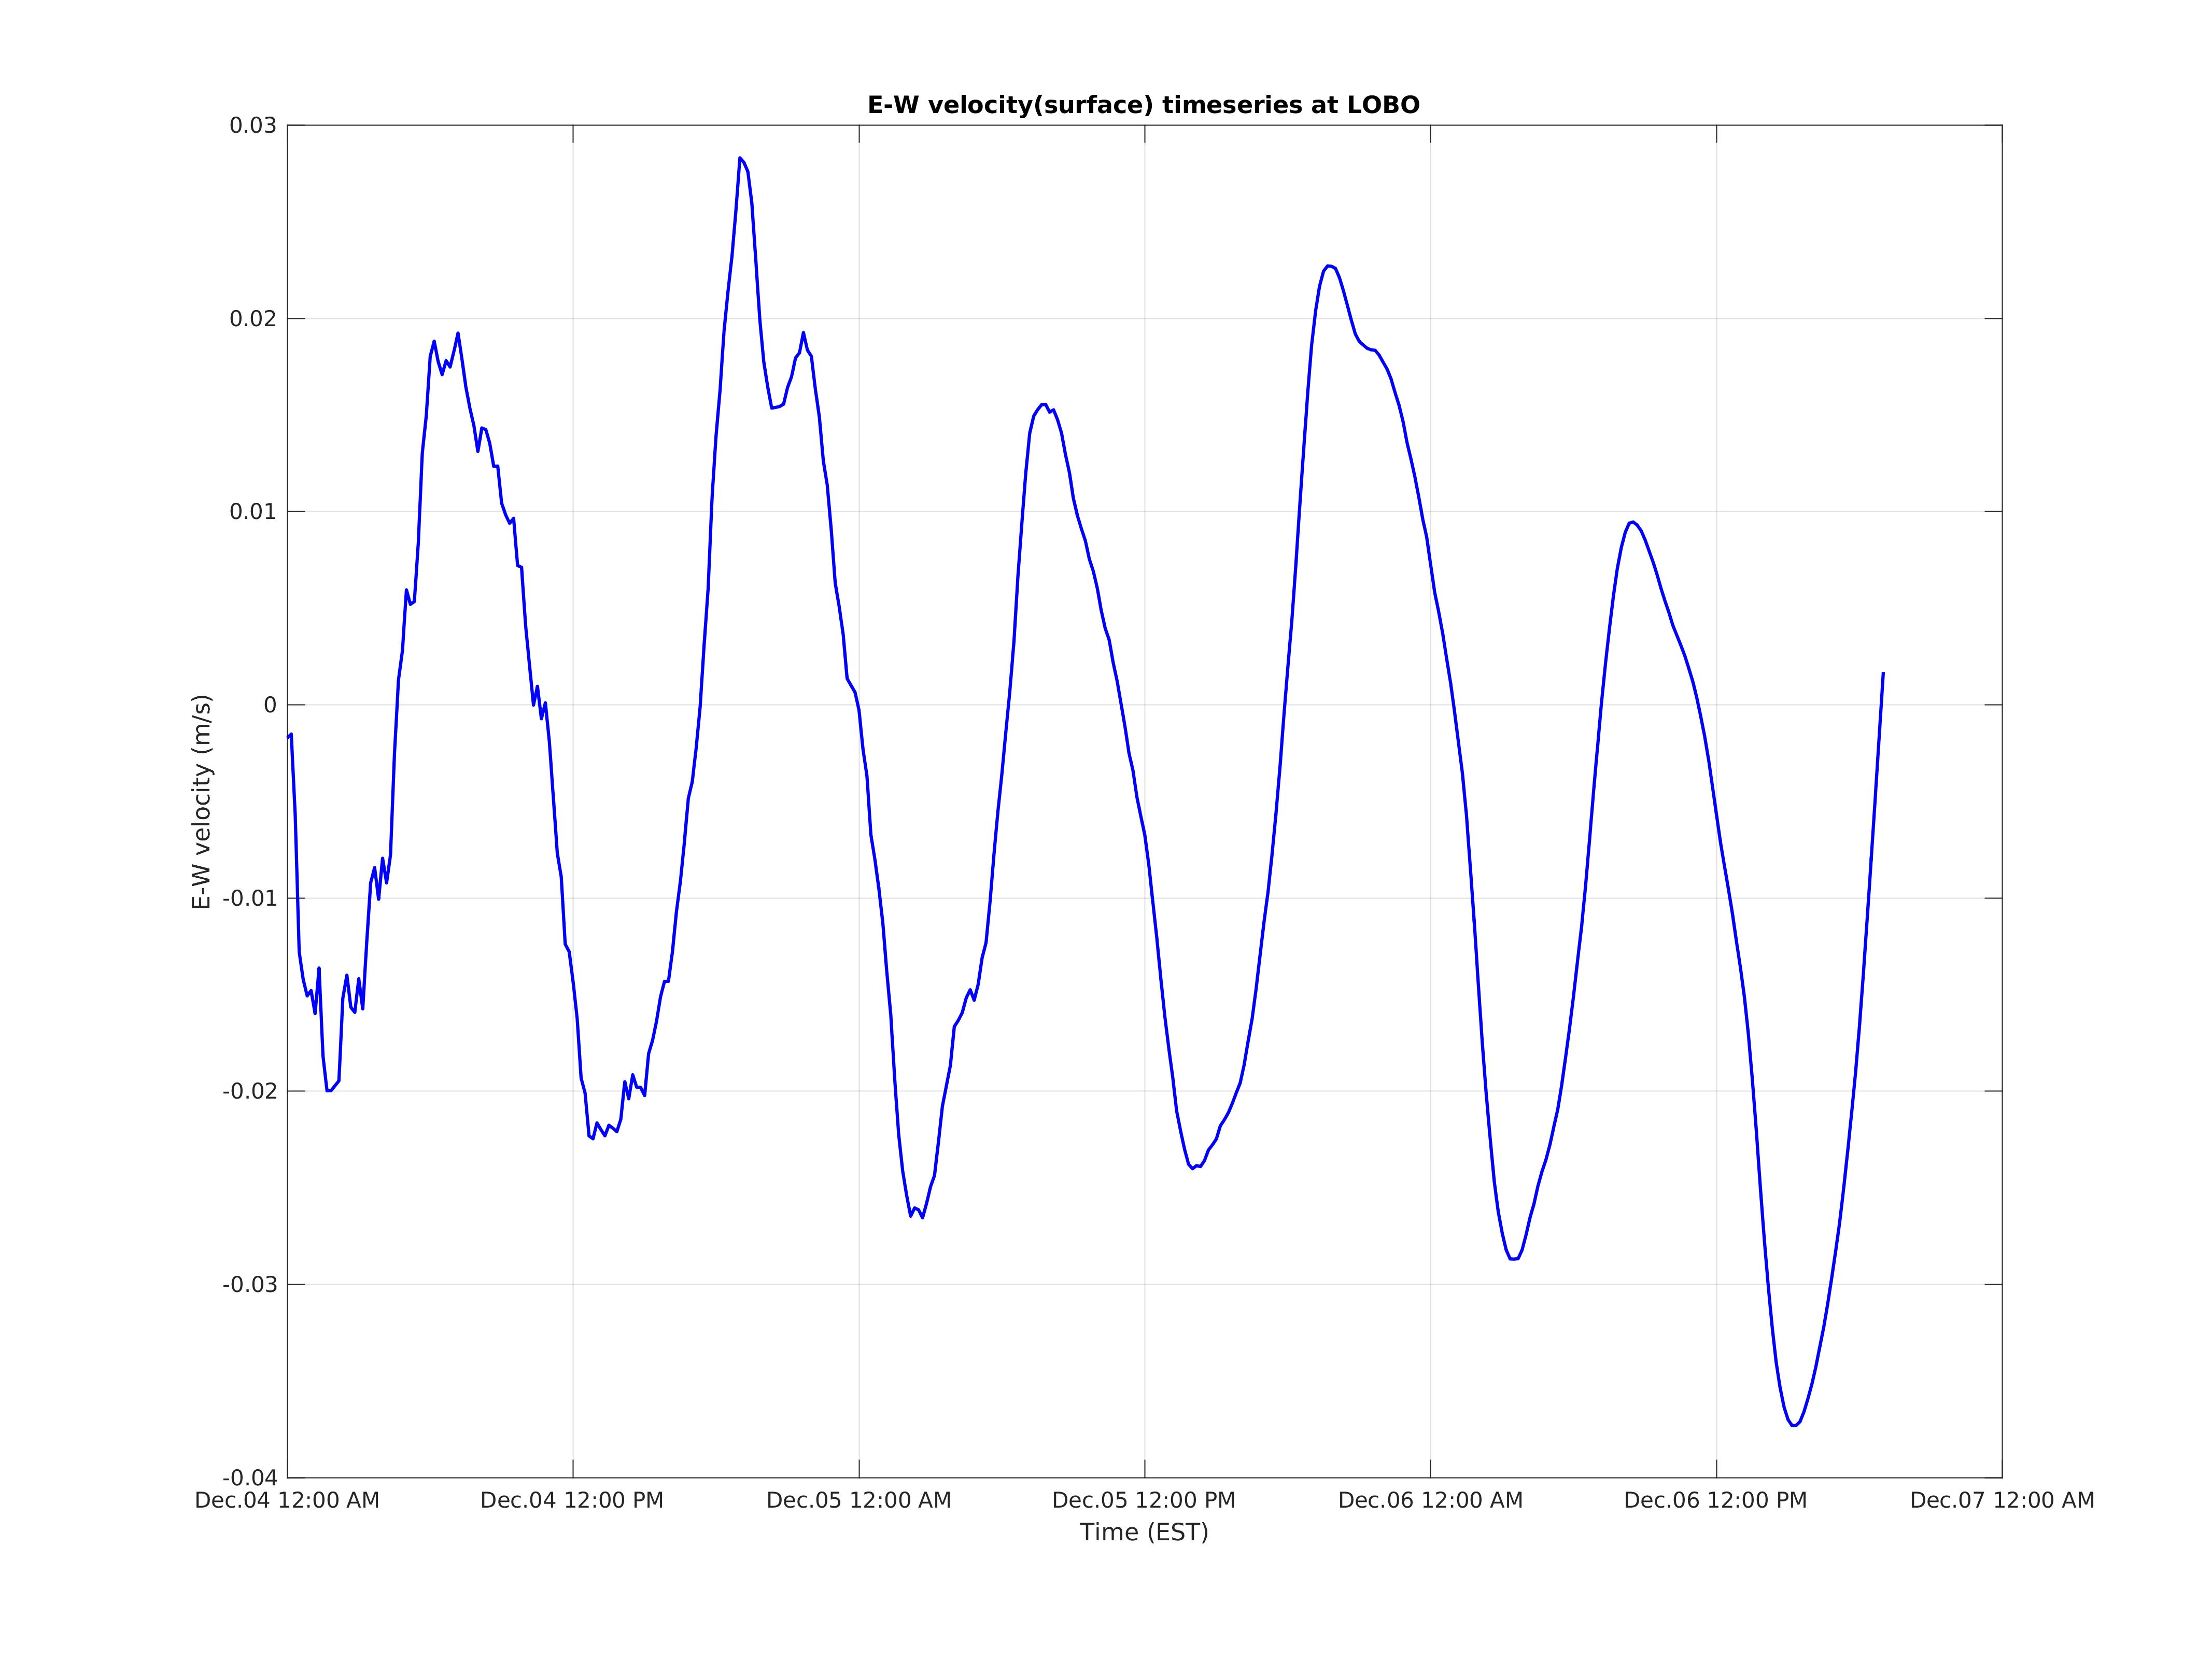 E-W velocity(surface) timeseries at LOBO
0.03
0.02
0.01
0
-0.01
-0.02
-0.03
-0.04
E-W velocity (m/s)
Dec.04 12:00 AM Dec.04 12:00 PM Dec.05 12:00 AM Dec.05 12:00 PM Dec.06 12:00 AM Dec.06 12:00 PM Dec.07 12:00 AM
Time (EST)